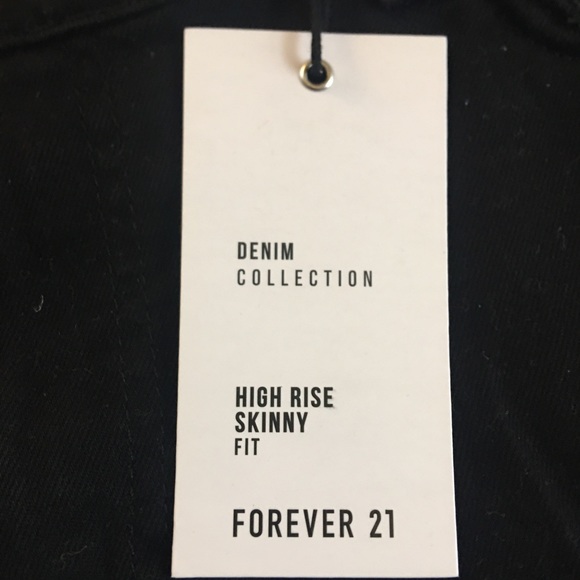 DENIM
COLLECTION
HIGH RISE
SKINNY
FIT
FOREVER 21